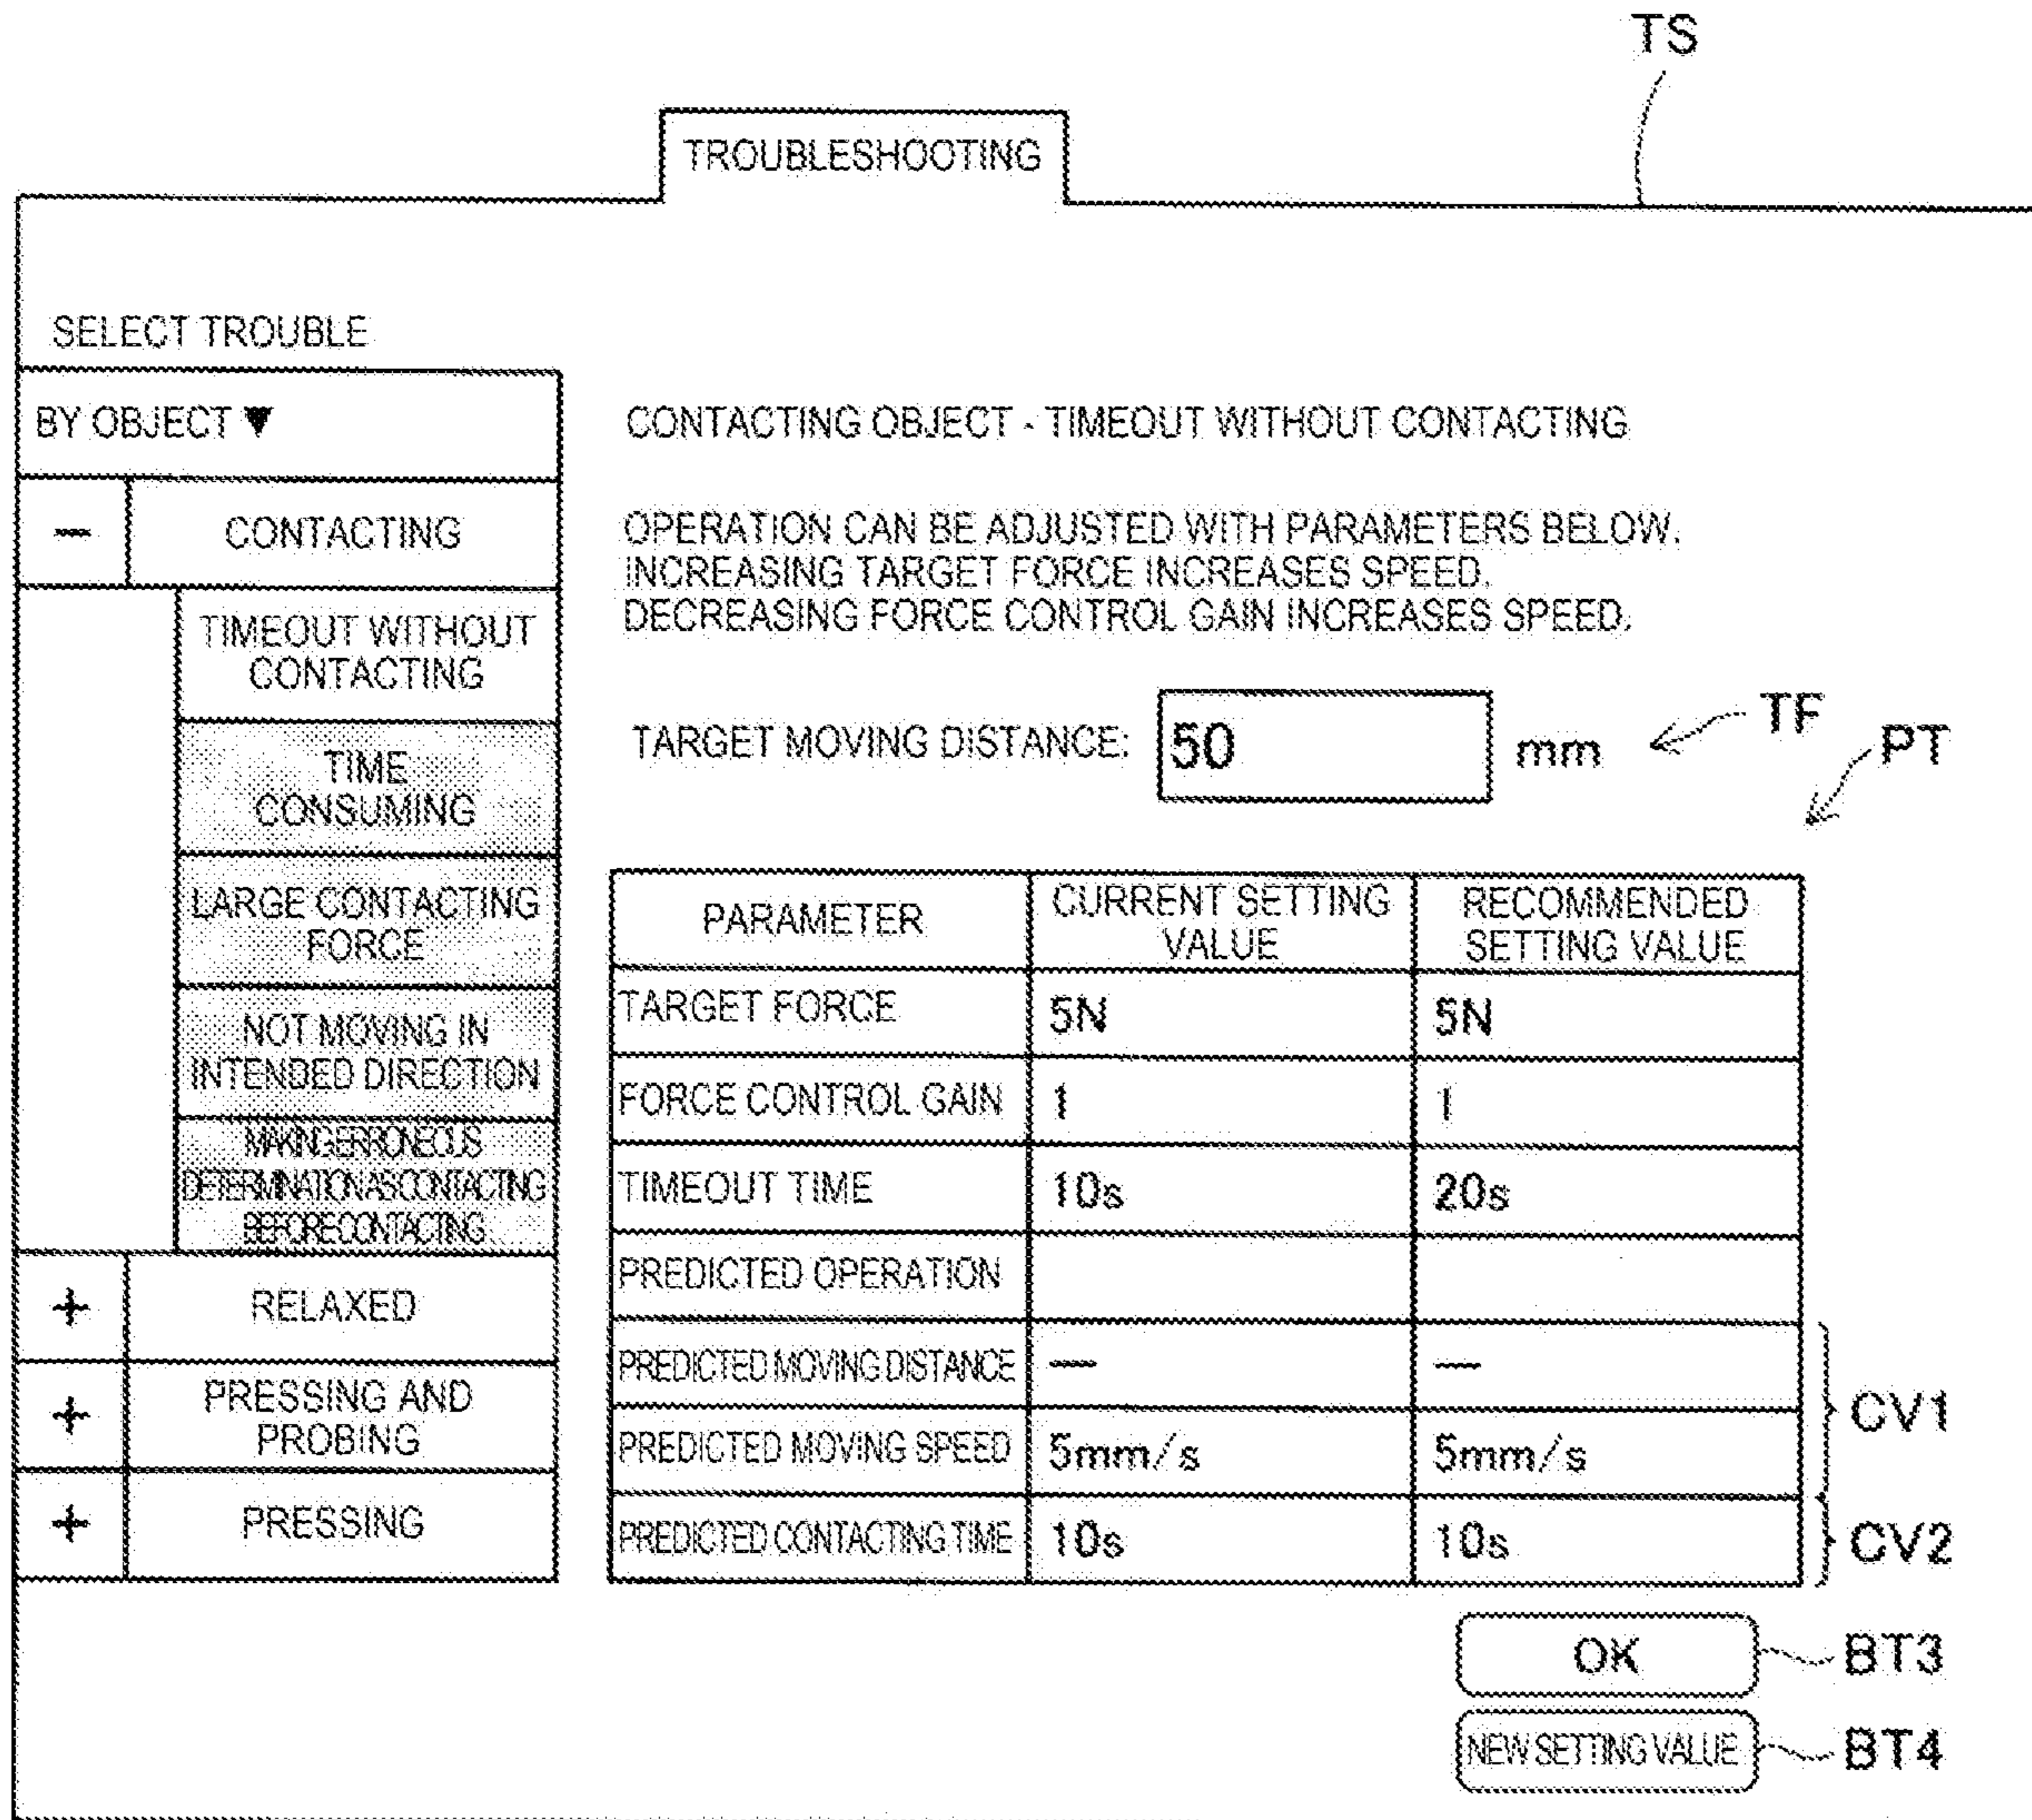 TS
TROUBLESHOOTING
SELECT TROUBLE
BY OBJECT ▼
−
CONTACTING
TIMEOUT WITHOUT
CONTACTING
TIME
CONSUMING
LARGE CONTACTING
FORCE
NOT MOVING IN
INTENDED DIRECTION
MAKING ERRONEOUS
DETERMINATION AS CONTACTING
BEFORE CONTACTING
+ RELAXED
+ PRESSING AND
PROBING
+ PRESSING
CONTACTING OBJECT - TIMEOUT WITHOUT CONTACTING
OPERATION CAN BE ADJUSTED WITH PARAMETERS BELOW.
INCREASING TARGET FORCE INCREASES SPEED.
DECREASING FORCE CONTROL GAIN INCREASES SPEED.
TARGET MOVING DISTANCE: 50 mm
TF
PT
PARAMETER
CURRENT SETTING
VALUE
RECOMMENDED
SETTING VALUE
TARGET FORCE 5N 5N
FORCE CONTROL GAIN 1 1
TIMEOUT TIME 10s 20s
PREDICTED OPERATION
PREDICTED MOVING DISTANCE — —
PREDICTED MOVING SPEED 5mm/s 5mm/s
CV1
PREDICTED CONTACTING TIME 10s 10s
CV2
OK BT3
NEW SETTING VALUE BT4